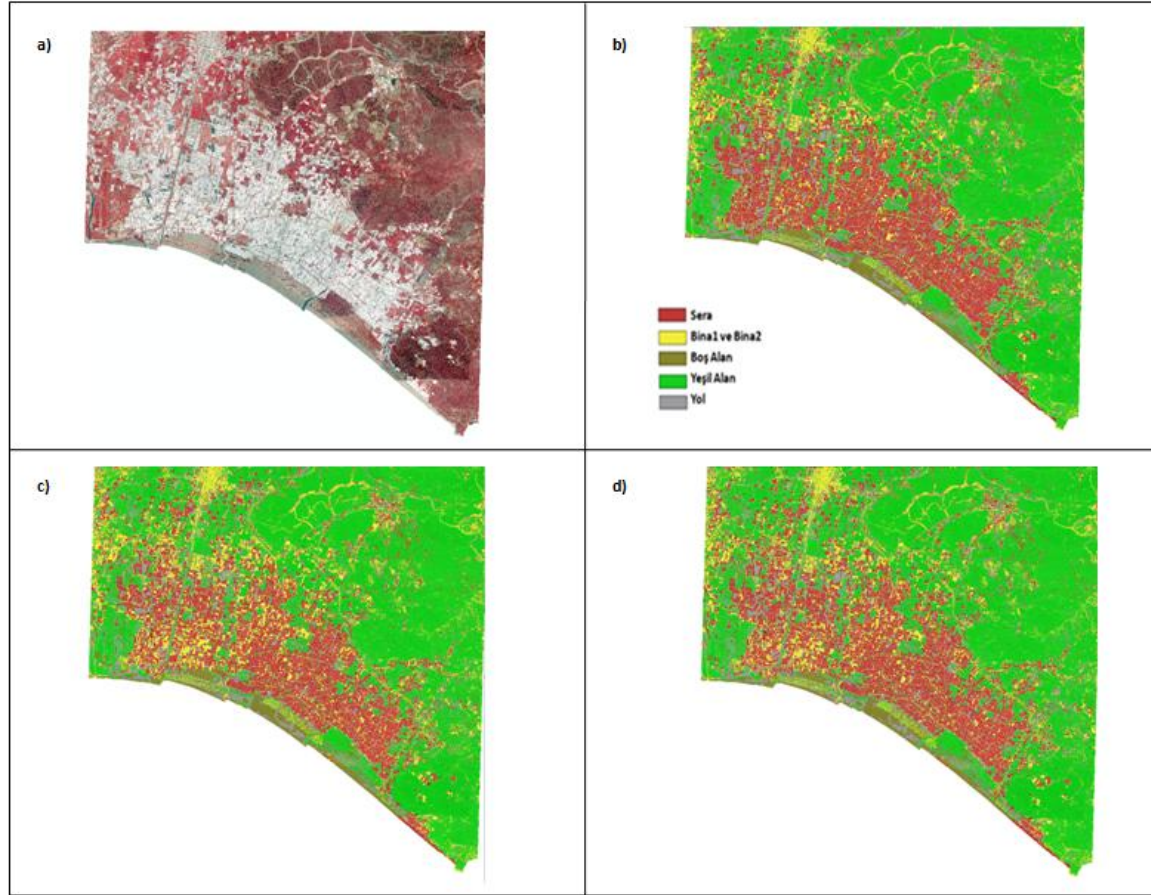 a)
b)
Sera
Bina1 ve Bina2
Boş Alan
Yeşil Alan
Yol
c)
d)